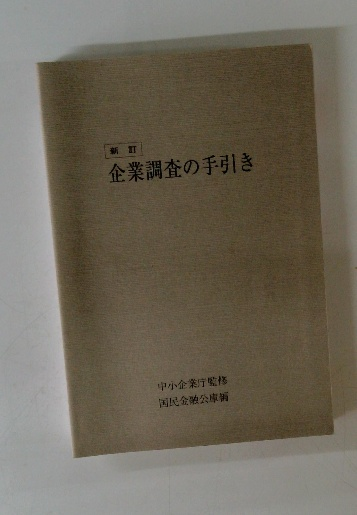 新訂
企業調査の手引き
中小企業庁監修
国民金融公庫編